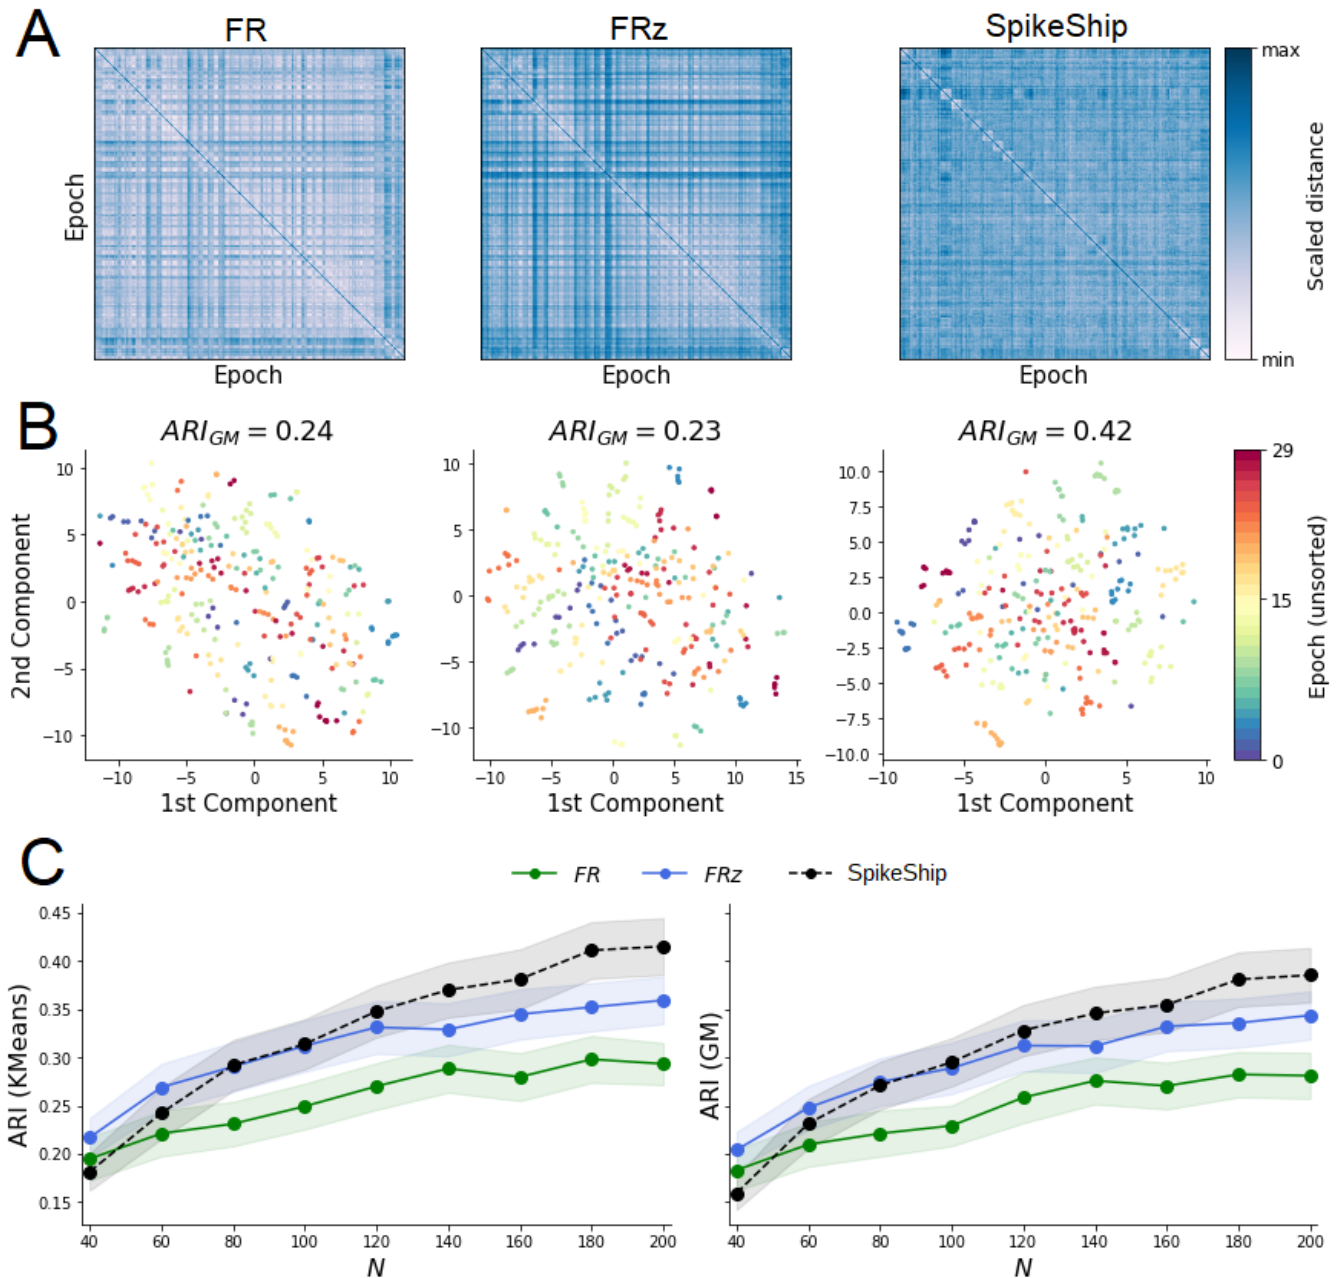 A
FR
FRz
SpikeShip
max
min
Scaled distance
Epoch
Epoch
Epoch
Epoch
B
ARI_GM = 0.24
ARI_GM = 0.23
ARI_GM = 0.42
2nd Component
10
5
0
−5
−10
−10
−5
0
5
10
1st Component
10
5
0
−5
−10
−10
−5
0
5
10
15
1st Component
10.0
7.5
5.0
2.5
0.0
−2.5
−5.0
−7.5
−10.0
−10
−5
0
5
10
1st Component
29
15
0
Epoch (unsorted)
C
FR
FRz
SpikeShip
ARI (KMeans)
0.45
0.40
0.35
0.30
0.25
0.20
0.15
40
60
80
100
120
140
160
180
200
N
ARI (GM)
40
60
80
100
120
140
160
180
200
N